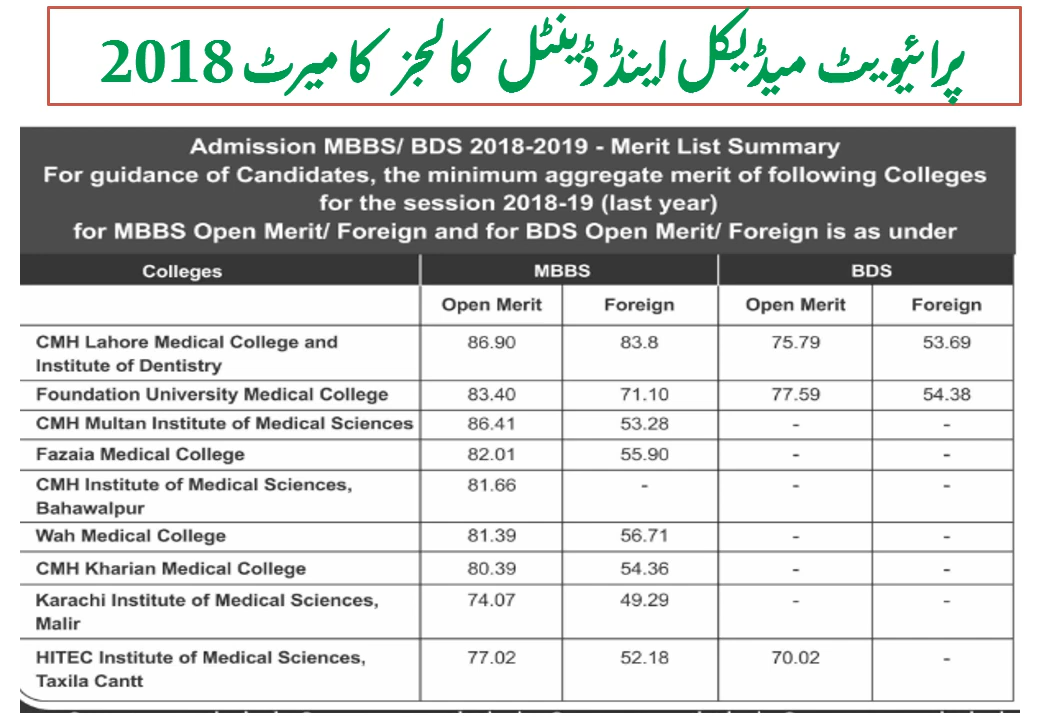 پرائیویٹ میڈیکل اینڈ ڈینٹل کالجز کا میرٹ 2018
Admission MBBS/ BDS 2018-2019 - Merit List Summary
For guidance of Candidates, the minimum aggregate merit of following Colleges
for the session 2018-19 (last year)
for MBBS Open Merit/ Foreign and for BDS Open Merit/ Foreign is as under
Colleges MBBS BDS
Open Merit Foreign Open Merit Foreign
CMH Lahore Medical College and 86.90 83.8 75.79 53.69
Institute of Dentistry
Foundation University Medical College 83.40 71.10 77.59 54.38
CMH Multan Institute of Medical Sciences 86.41 53.28 - -
Fazaia Medical College 82.01 55.90 - -
CMH Institute of Medical Sciences, 81.66 - - -
Bahawalpur
Wah Medical College 81.39 56.71 - -
CMH Kharian Medical College 80.39 54.36 - -
Karachi Institute of Medical Sciences, 74.07 49.29 - -
Malir
HITEC Institute of Medical Sciences, 77.02 52.18 70.02 -
Taxila Cantt